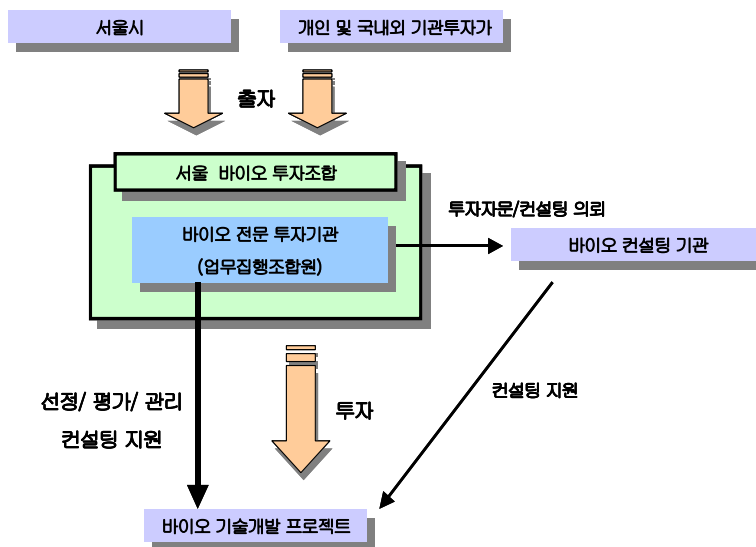 서울시
개인 및 국내외 기관투자가
출자
서울 바이오 투자조합
투자자문/컨설팅 의뢰
바이오 전문 투자기관
(업무집행조합원)
바이오 컨설팅 기관
선정/ 평가/ 관리
컨설팅 지원
투자
컨설팅 지원
바이오 기술개발 프로젝트